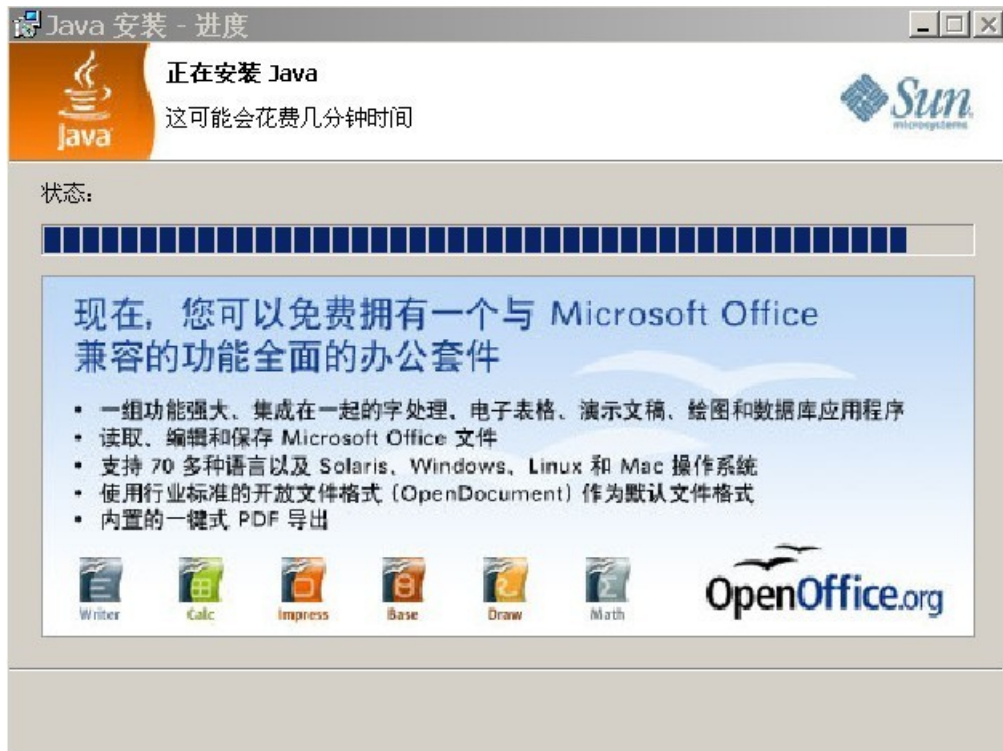 Java 安装 - 进度
正在安装 Java
这可能会花费几分钟时间
Java
Sun
microsystems
状态：
现在，您可以免费拥有一个与 Microsoft Office
兼容的功能全面的办公套件
• 一组功能强大、集成在一起的字处理、电子表格、演示文稿、绘图和数据库应用程序
• 读取、编辑和保存 Microsoft Office 文件
• 支持 70 多种语言以及 Solaris、Windows、Linux 和 Mac 操作系统
• 使用行业标准的开放文件格式 (OpenDocument) 作为默认文件格式
• 内置的一键式 PDF 导出
Writer Calc Impress Base Draw Math
OpenOffice.org